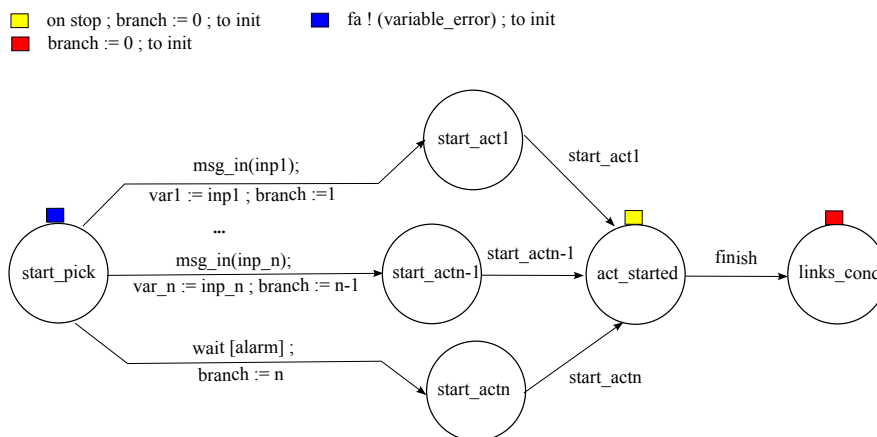 on stop ; branch := 0 ; to init
fa ! (variable_error) ; to init
branch := 0 ; to init
start_act1
msg_in(inp1);
var1 := inp1 ; branch :=1
start_act1
...
start_pick
msg_in(inp_n);
var_n := inp_n ; branch := n-1
start_actn-1
start_actn-1
act_started
finish
links_cond
wait [alarm] ;
branch := n
start_actn
start_actn